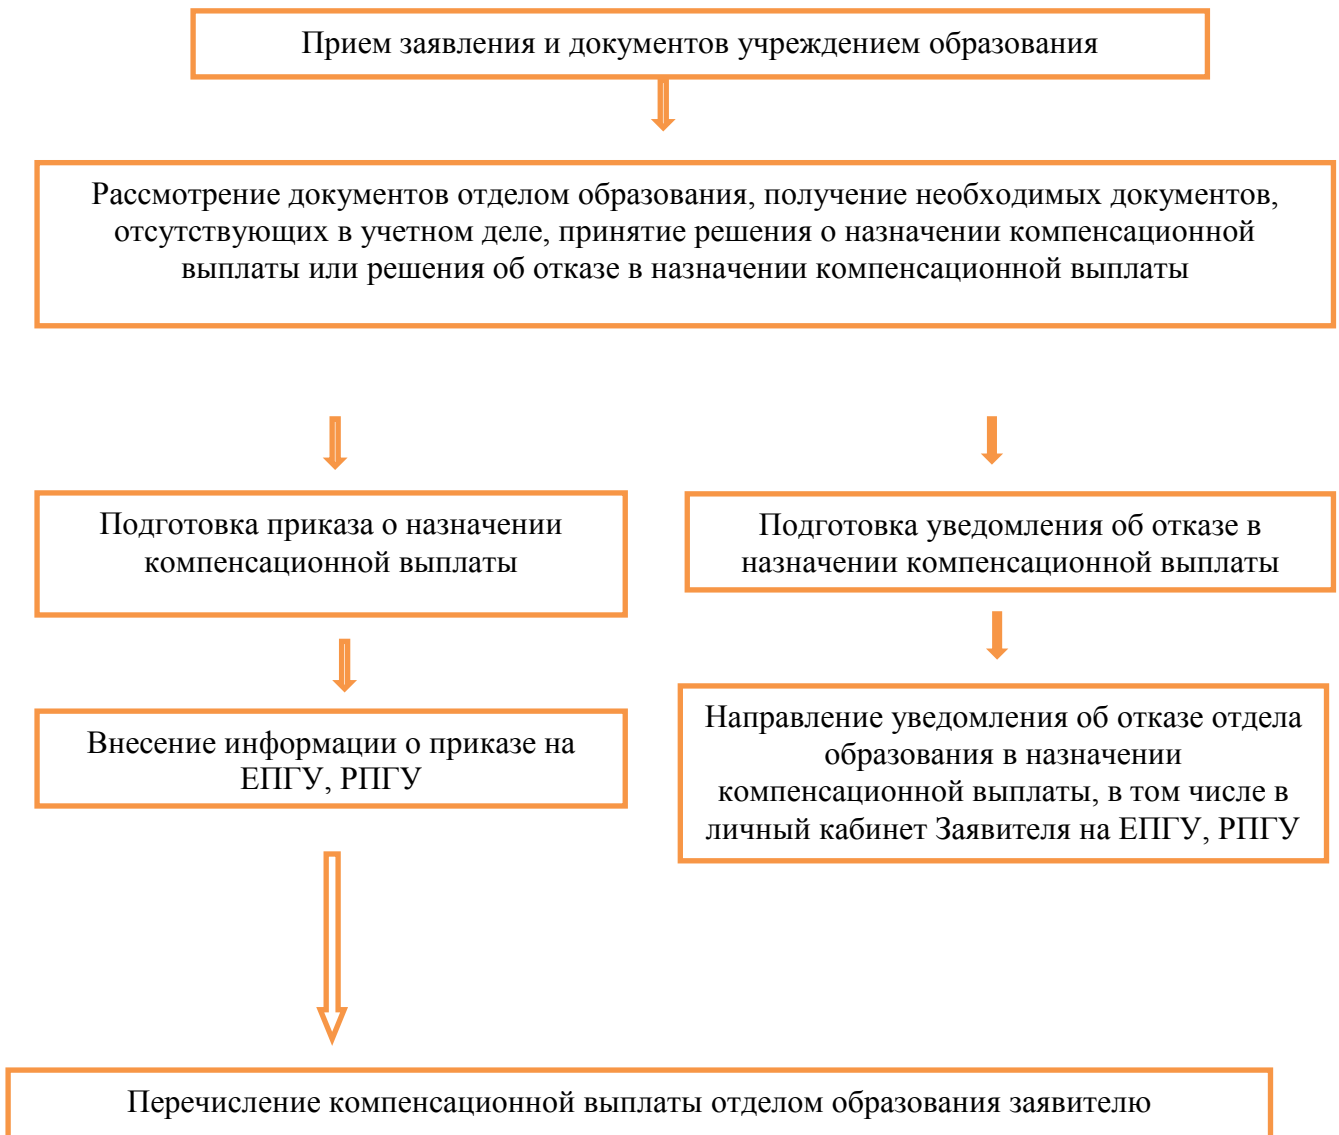 Прием заявления и документов учреждением образования
Рассмотрение документов отделом образования, получение необходимых документов,
отсутствующих в учетном деле, принятие решения о назначении компенсационной
выплаты или решения об отказе в назначении компенсационной выплаты
Подготовка приказа о назначении
компенсационной выплаты
Подготовка уведомления об отказе в
назначении компенсационной выплаты
Внесение информации о приказе на
ЕПГУ, РПГУ
Направление уведомления об отказе отдела
образования в назначении
компенсационной выплаты, в том числе в
личный кабинет Заявителя на ЕПГУ, РПГУ
Перечисление компенсационной выплаты отделом образования заявителю